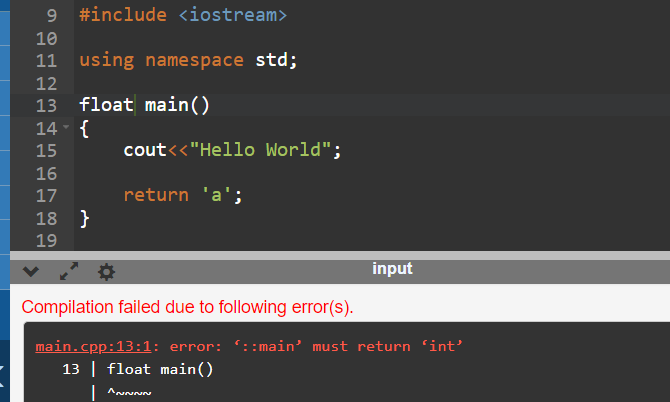 9 #include <iostream>
10
11 using namespace std;
12
13 float main()
14 {
15 cout<<"Hello World";
16
17 return 'a';
18 }
19
input
Compilation failed due to following error(s).
main.cpp:13:1: error: ‘::main’ must return ‘int’
13 | float main()
| ^~~~~